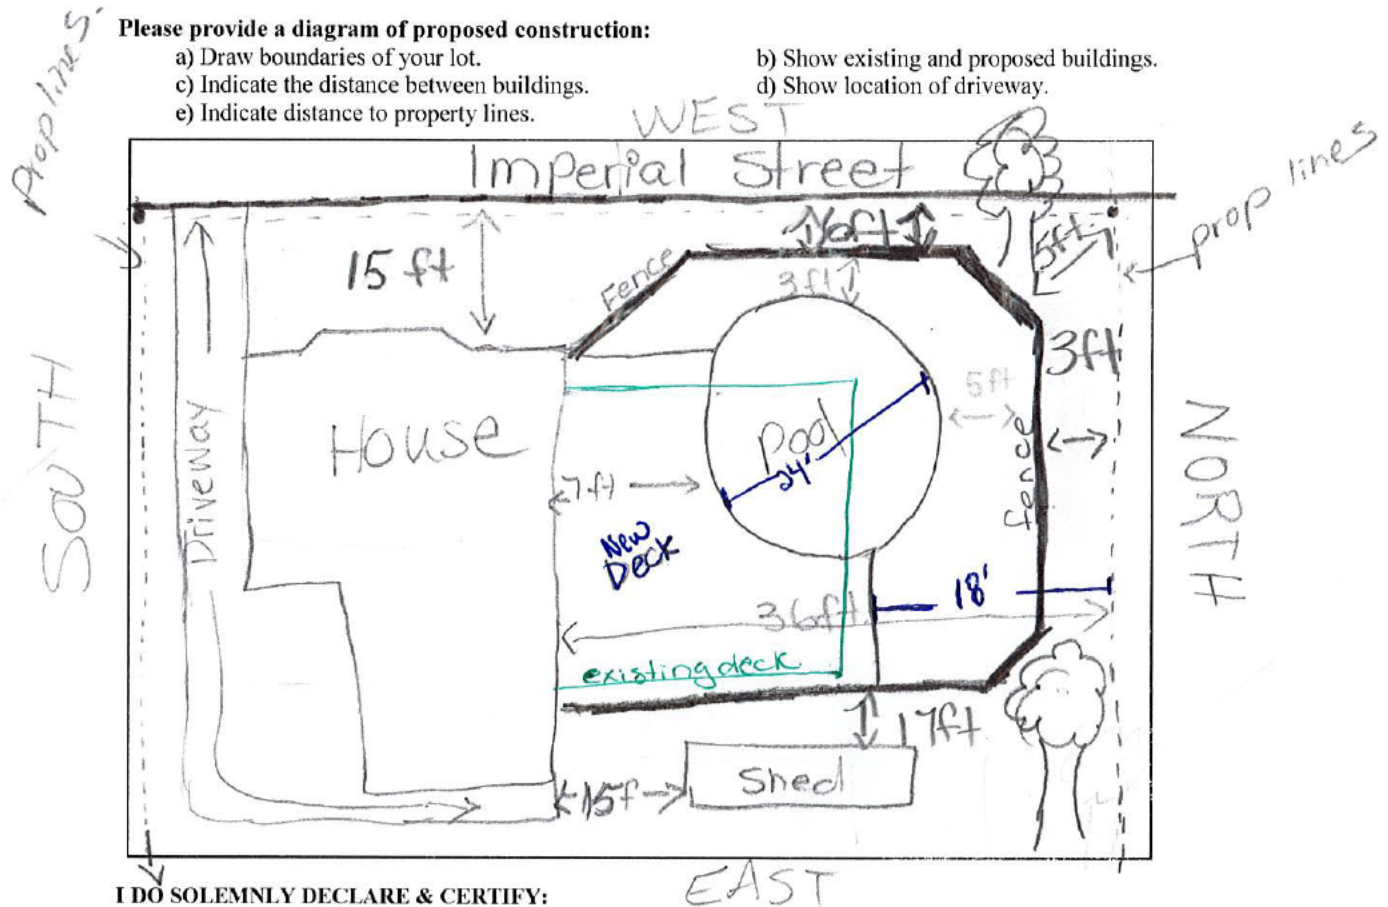 Please provide a diagram of proposed construction:
a) Draw boundaries of your lot.
b) Show existing and proposed buildings.
c) Indicate the distance between buildings.
d) Show location of driveway.
e) Indicate distance to property lines.
Prop lines.
WEST
Imperial Street
prop lines
15 ft
Fence
6ft
5ft.
3ft
3ft
SOUTH
Driveway
House
Pool
24'
5ft
fence
NORTH
7ft
New
Deck
36ft.
18'
existing deck
17ft
15f
Shed
EAST
I DO SOLEMNLY DECLARE & CERTIFY: